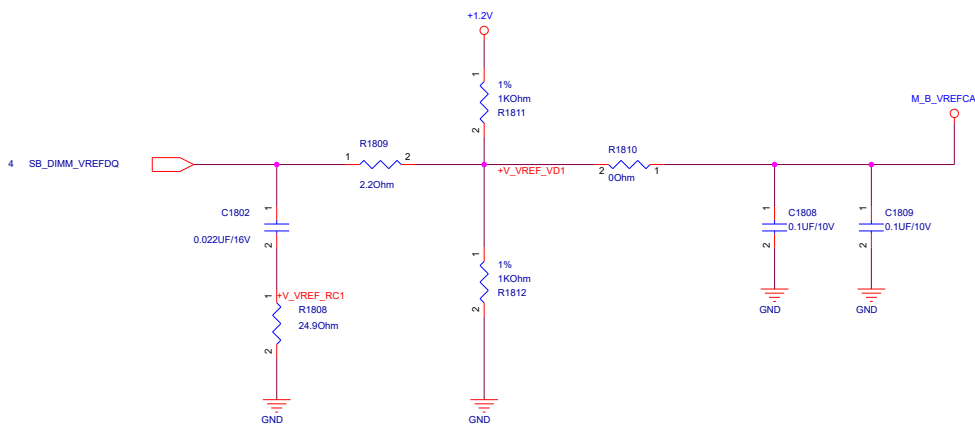 +1.2V
1
1%
1KOhm
R1811
2
M_B_VREFCA
4 SB_DIMM_VREFDQ
R1809
1 2
2.2Ohm
R1810
2 1
0Ohm
+V_VREF_VD1
1
C1802
0.022UF/16V
2
1
C1808
0.1UF/10V
2
1
C1809
0.1UF/10V
2
1
1%
1KOhm
R1812
2
+V_VREF_RC1
1
R1808
24.9Ohm
2
GND
GND
GND
GND